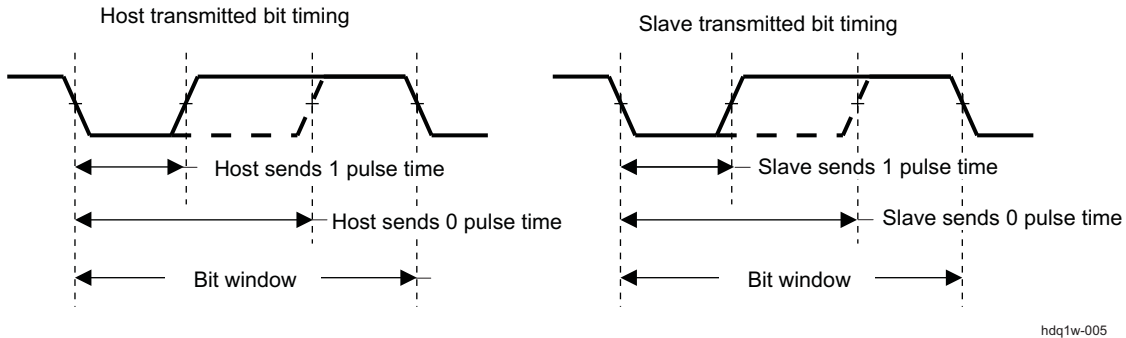 Host transmitted bit timing
Slave transmitted bit timing
Host sends 1 pulse time
Slave sends 1 pulse time
Host sends 0 pulse time
Slave sends 0 pulse time
Bit window
Bit window
hdq1w-005